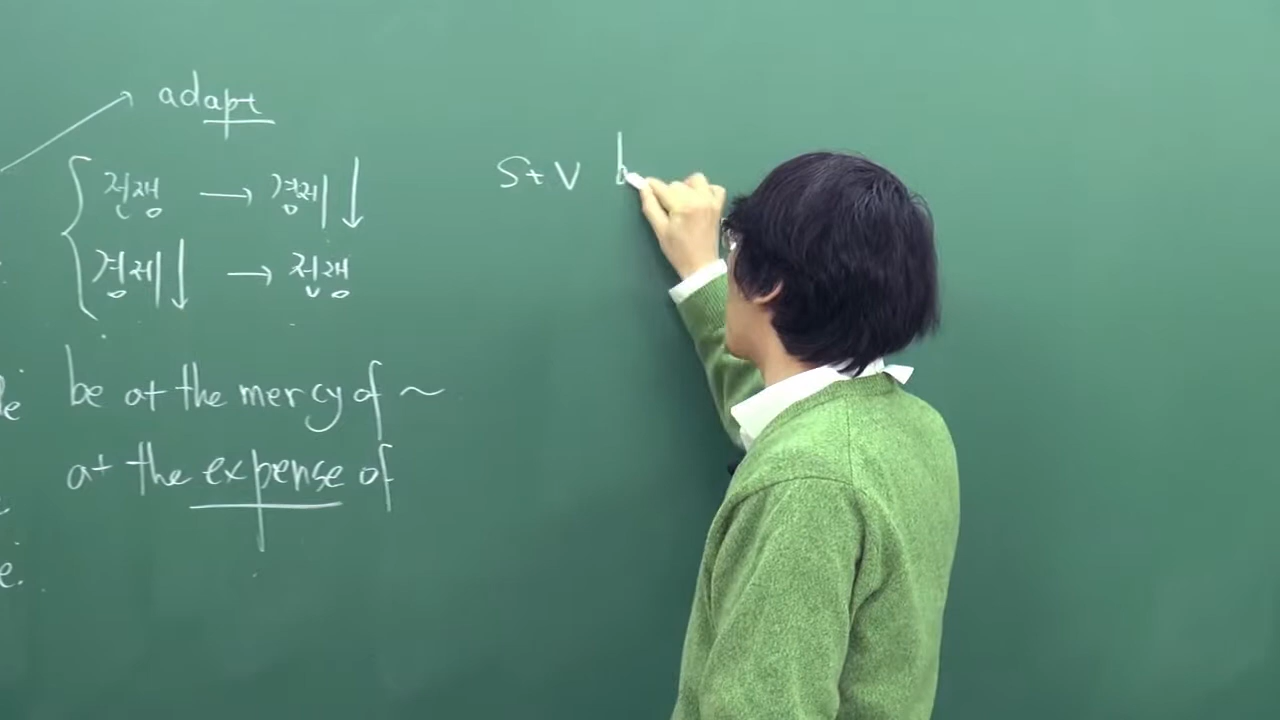 adapt
전쟁 → 경제 ↓
경제 ↓ → 전쟁
be at the mercy of ~
at the expense of
e.
S + V b